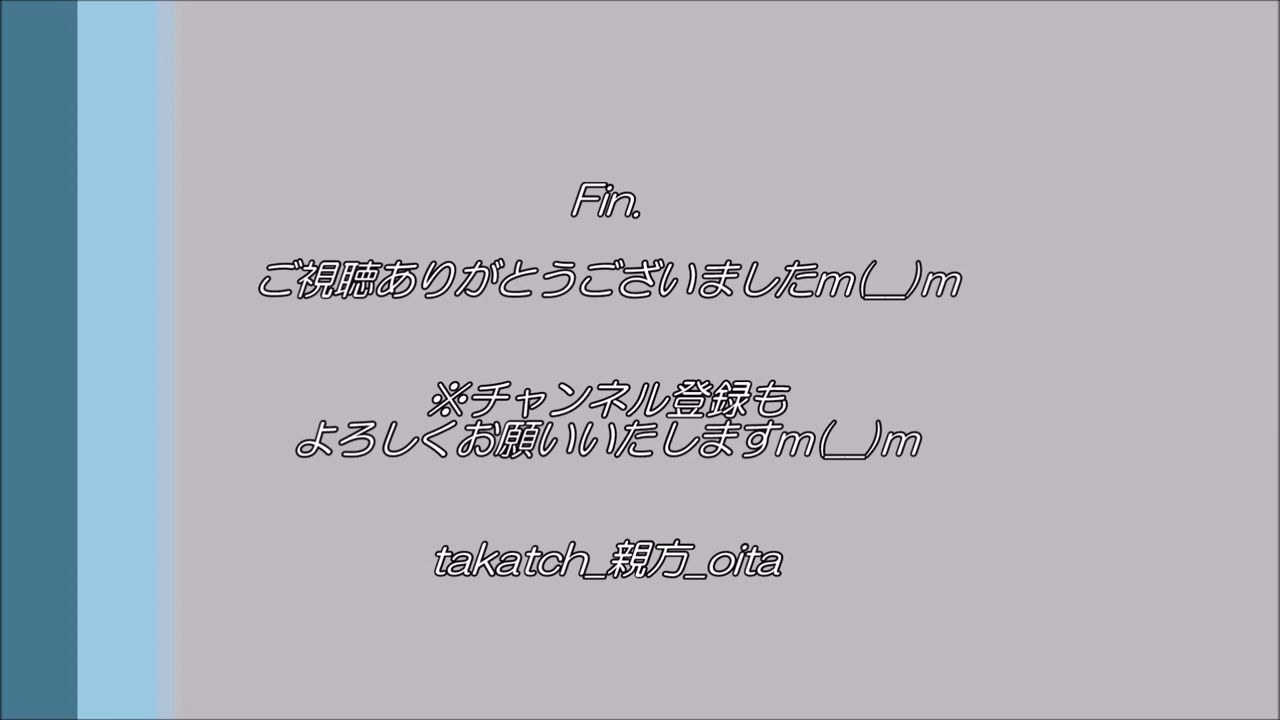 Fin.
ご視聴ありがとうございましたm(__)m
※チャンネル登録も
よろしくお願いいたしますm(__)m
takatch_親方_oita